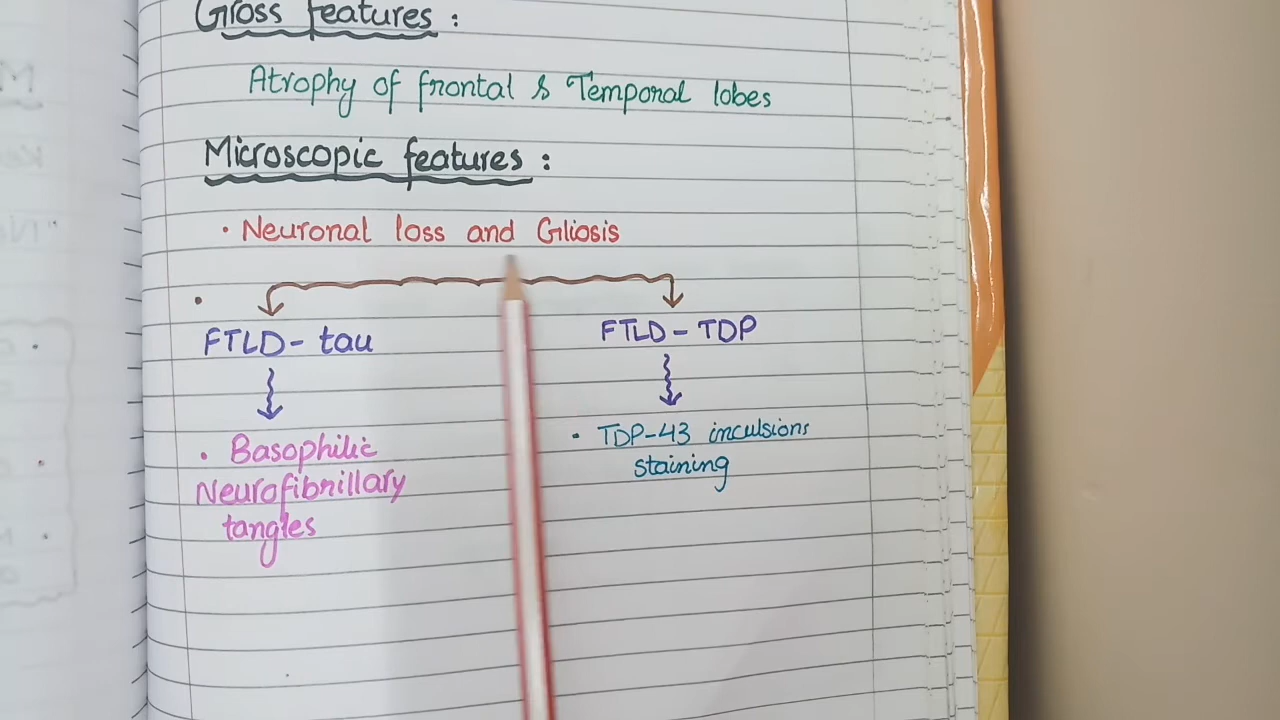 Gross features :
Atrophy of frontal & Temporal lobes
Microscopic features :
• Neuronal loss and Gliosis
•
FTLD - tau
FTLD - TDP
• Basophilic
Neurofibrillary
tangles
• TDP-43 inculsions
staining